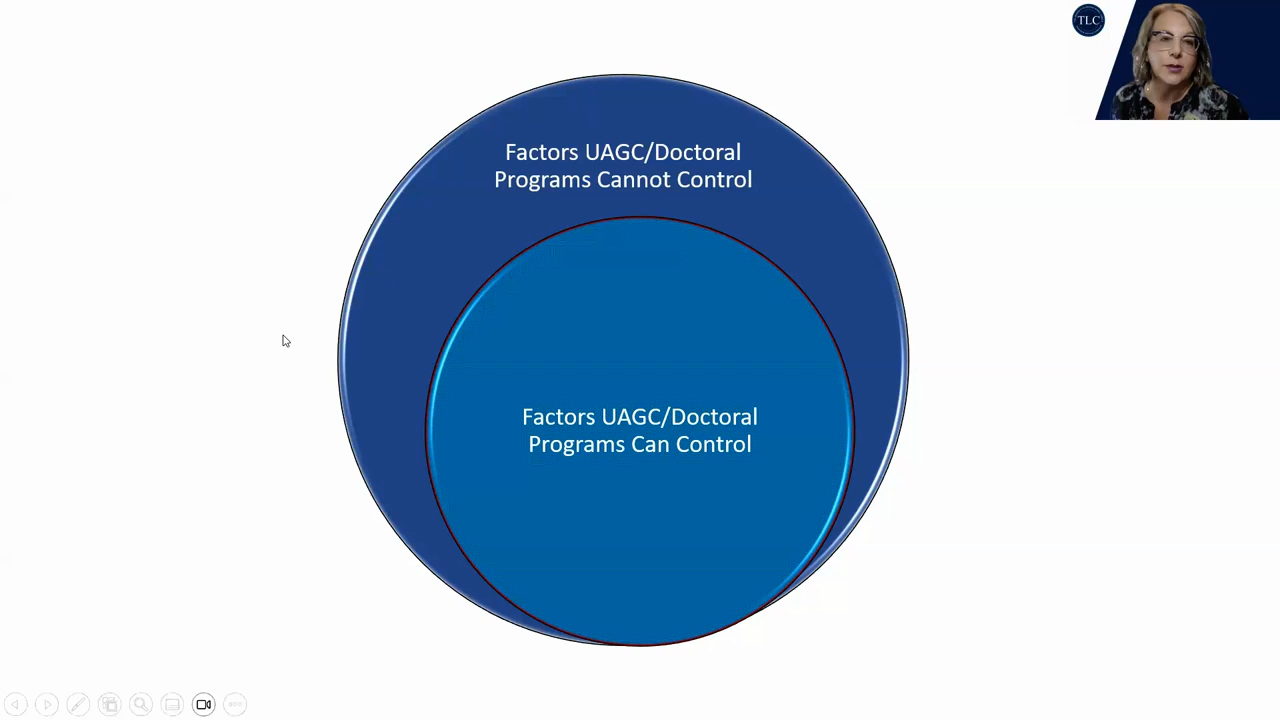 TLC
Factors UAGC/Doctoral
Programs Cannot Control
Factors UAGC/Doctoral
Programs Can Control